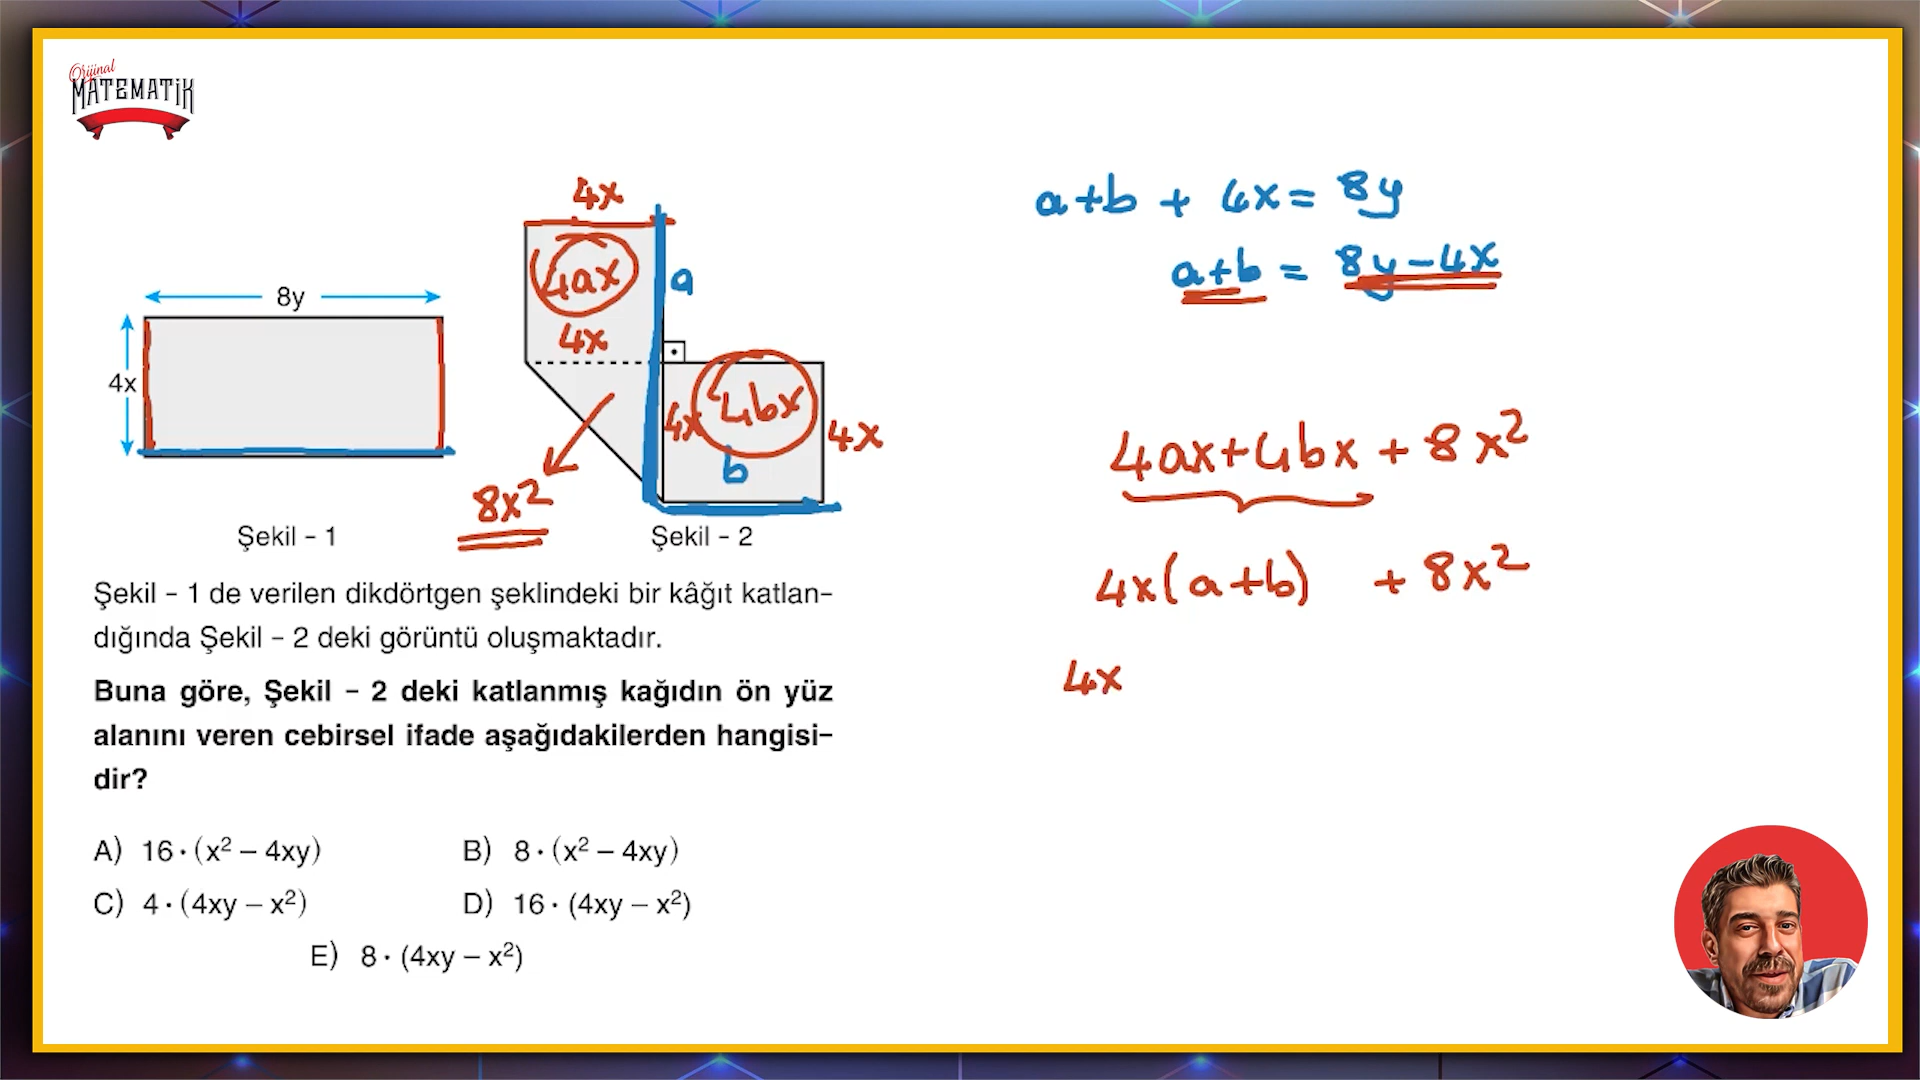 Orijinal
MATEMATİK
8y
4x
Şekil - 1
4x
4ax
a
4x
4x
4bx
4x
b
8x²
Şekil - 2
Şekil - 1 de verilen dikdörtgen şeklindeki bir kâğıt katlan-
dığında Şekil - 2 deki görüntü oluşmaktadır.
Buna göre, Şekil - 2 deki katlanmış kağıdın ön yüz
alanını veren cebirsel ifade aşağıdakilerden hangisi-
dir?
A) 16 · (x² – 4xy)
B) 8 · (x² – 4xy)
C) 4 · (4xy – x²)
D) 16 · (4xy – x²)
E) 8 · (4xy – x²)
a+b + 4x = 8y
a+b = 8y-4x
4ax+4bx + 8x²
4x(a+b) + 8x²
4x